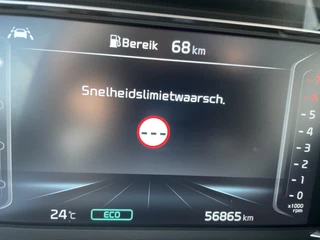 Bereik 68 km
Snelheidslimietwaarsch.
---
5
4
3
2
1
0
x1000
rpm
24°C ECO 56865 km